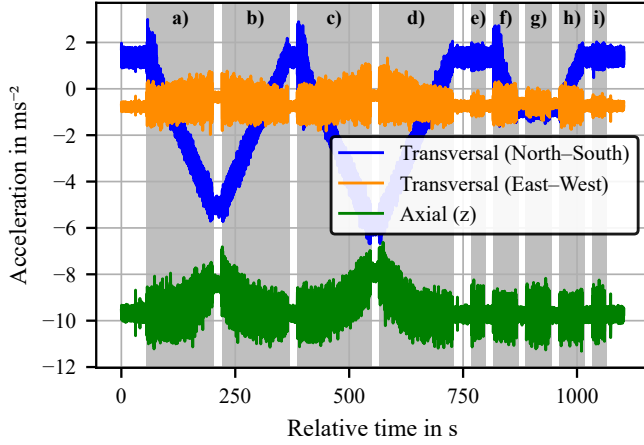 a) b) c) d) e) f) g) h) i)
2
0
−2
−4
−6
−8
−10
−12
Acceleration in ms⁻²
Transversal (North–South)
Transversal (East–West)
Axial (z)
0 250 500 750 1000
Relative time in s